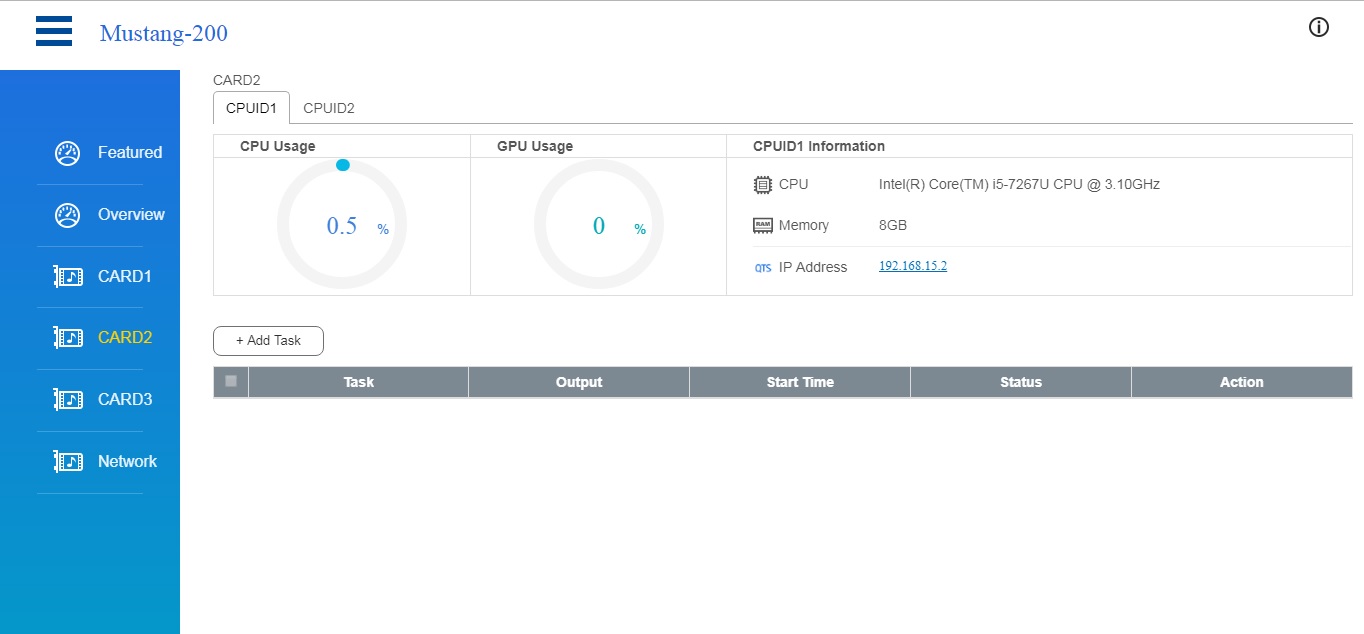 Mustang-200
Featured
Overview
CARD1
CARD2
CARD3
Network
CARD2
CPUID1 CPUID2
CPU Usage GPU Usage CPUID1 Information
0.5 %
0 %
CPU Intel(R) Core(TM) i5-7267U CPU @ 3.10GHz
RAM Memory 8GB
QTS IP Address 192.168.15.2
+ Add Task
Task Output Start Time Status Action